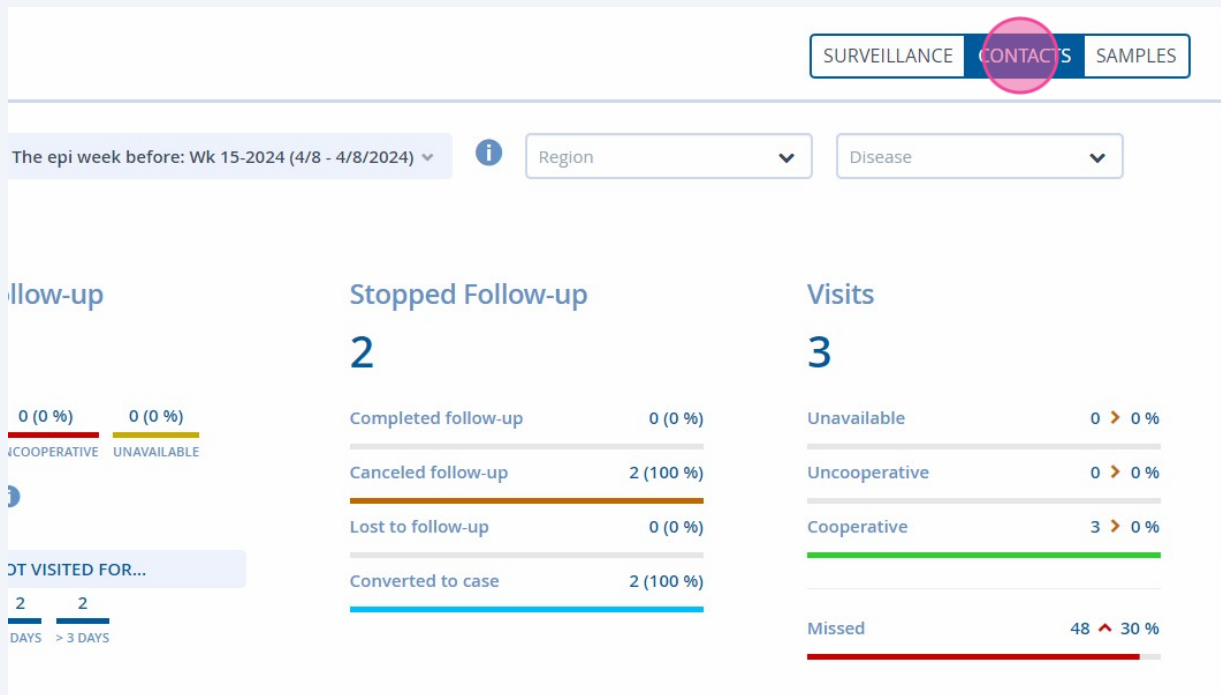 SURVEILLANCE CONTACTS SAMPLES
The epi week before: Wk 15-2024 (4/8 - 4/8/2024)
Region
Disease
llow-up
Stopped Follow-up
2
Visits
3
0 (0 %) 0 (0 %)
NCOOPERATIVE UNAVAILABLE
OT VISITED FOR...
2 2
DAYS > 3 DAYS
Completed follow-up 0 (0 %)
Canceled follow-up 2 (100 %)
Lost to follow-up 0 (0 %)
Converted to case 2 (100 %)
Unavailable 0 0 %
Uncooperative 0 0 %
Cooperative 3 0 %
Missed 48 30 %